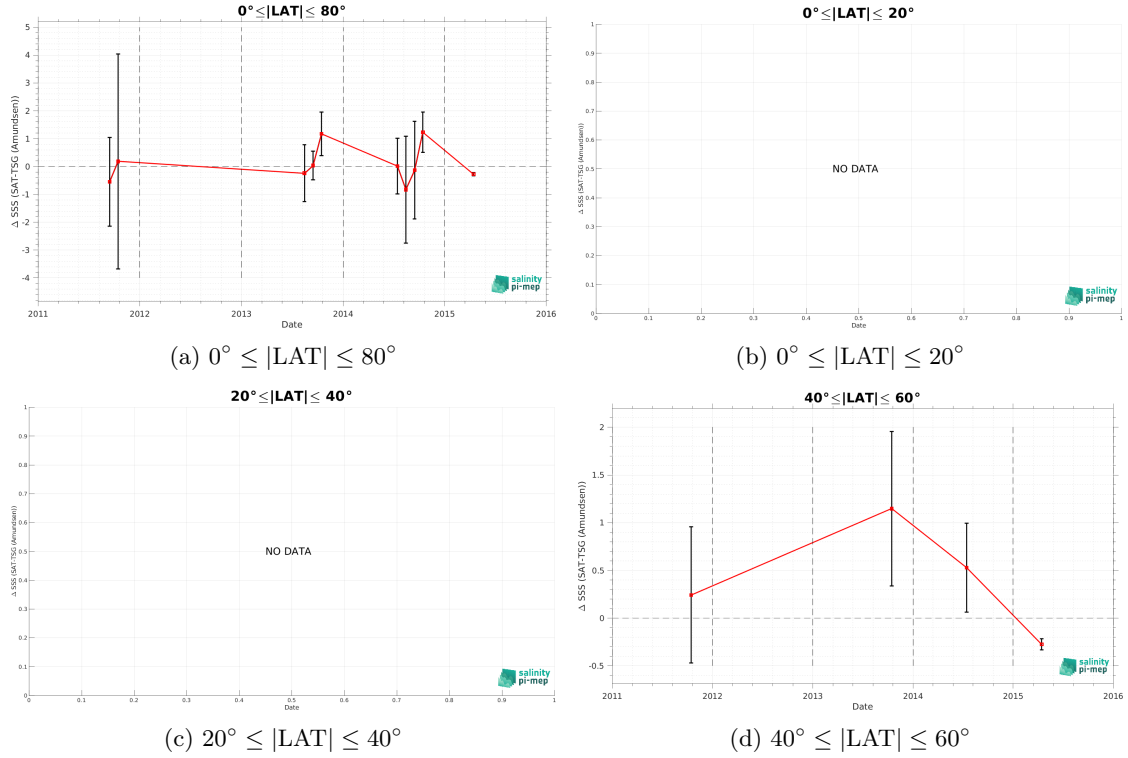 0°≤|LAT|≤ 80°
Δ SSS (SAT-TSG (Amundsen))
5
4
3
2
1
0
-1
-2
-3
-4
2011 2012 2013 2014 2015 2016
Date
salinity
pi-mep
(a) 0° ≤ |LAT| ≤ 80°
0°≤|LAT|≤ 20°
Δ SSS (SAT-TSG (Amundsen))
1
0.9
0.8
0.7
0.6
0.5
0.4
0.3
0.2
0.1
0
NO DATA
0 0.1 0.2 0.3 0.4 0.5 0.6 0.7 0.8 0.9 1
Date
salinity
pi-mep
(b) 0° ≤ |LAT| ≤ 20°
20°≤|LAT|≤ 40°
Δ SSS (SAT-TSG (Amundsen))
1
0.9
0.8
0.7
0.6
0.5
0.4
0.3
0.2
0.1
0
NO DATA
0 0.1 0.2 0.3 0.4 0.5 0.6 0.7 0.8 0.9 1
Date
salinity
pi-mep
(c) 20° ≤ |LAT| ≤ 40°
40°≤|LAT|≤ 60°
Δ SSS (SAT-TSG (Amundsen))
2
1.5
1
0.5
0
-0.5
2011 2012 2013 2014 2015 2016
Date
salinity
pi-mep
(d) 40° ≤ |LAT| ≤ 60°